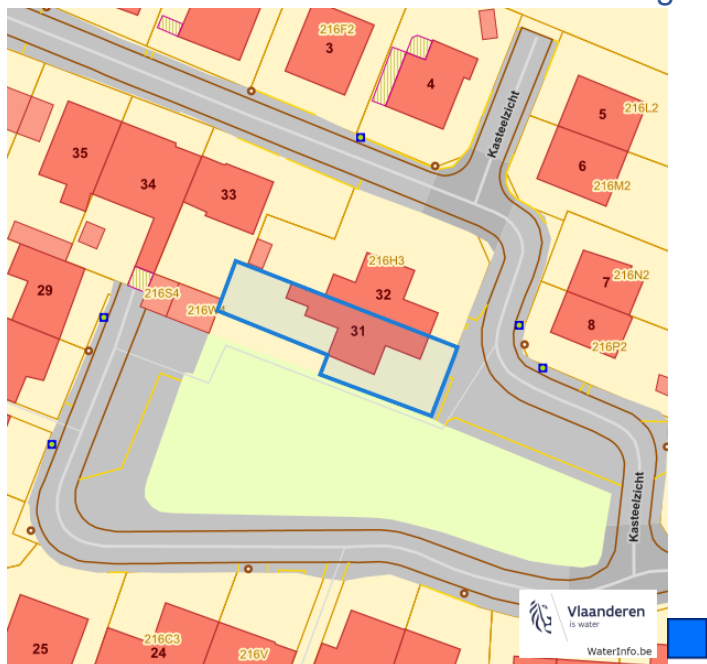 216F2
3
4
Kasteelzicht
5
216L2
6
216M2
35
34
33
216H3
32
7
216N2
29
216S4
31
8
216P2
Kasteelzicht
Vlaanderen
is water
WaterInfo.be
25
216C3
24
216V